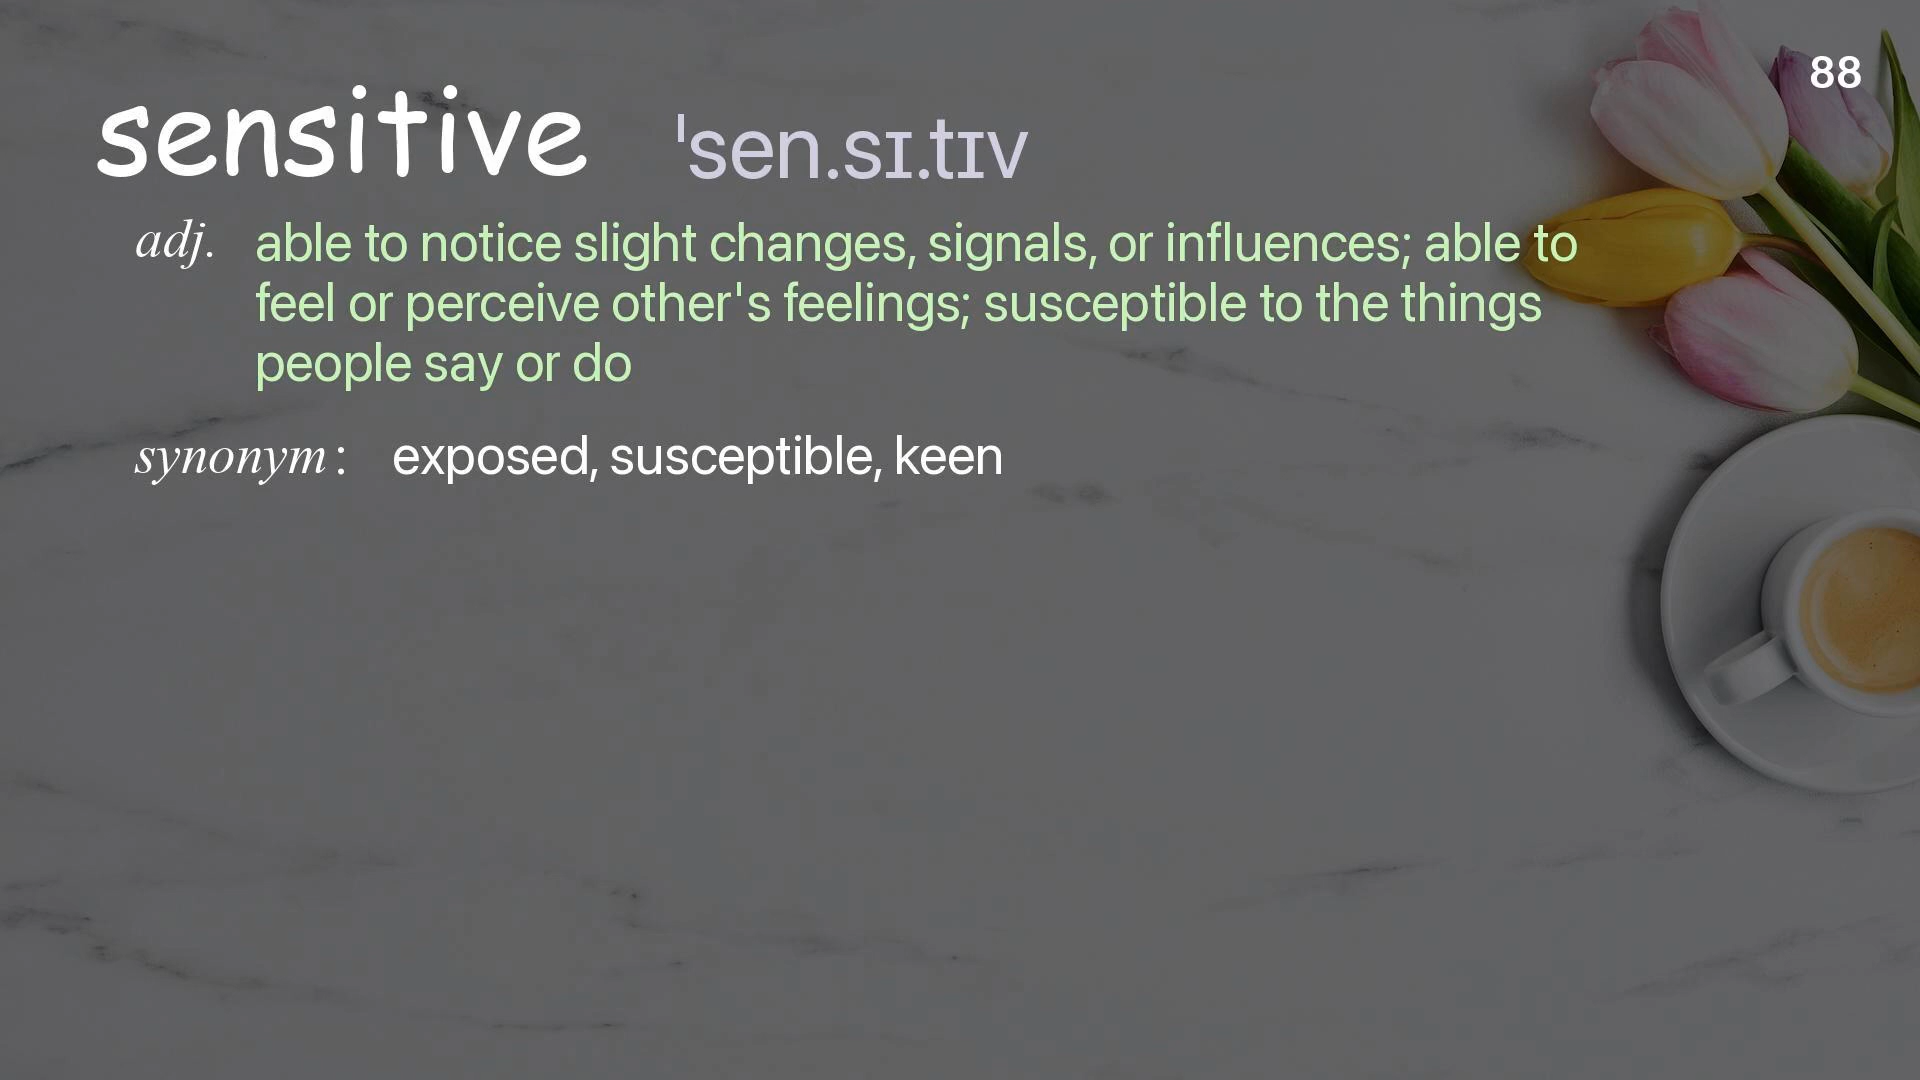 88
sensitive ˈsen.sɪ.tɪv
adj. able to notice slight changes, signals, or influences; able to
feel or perceive other's feelings; susceptible to the things
people say or do
synonym : exposed, susceptible, keen